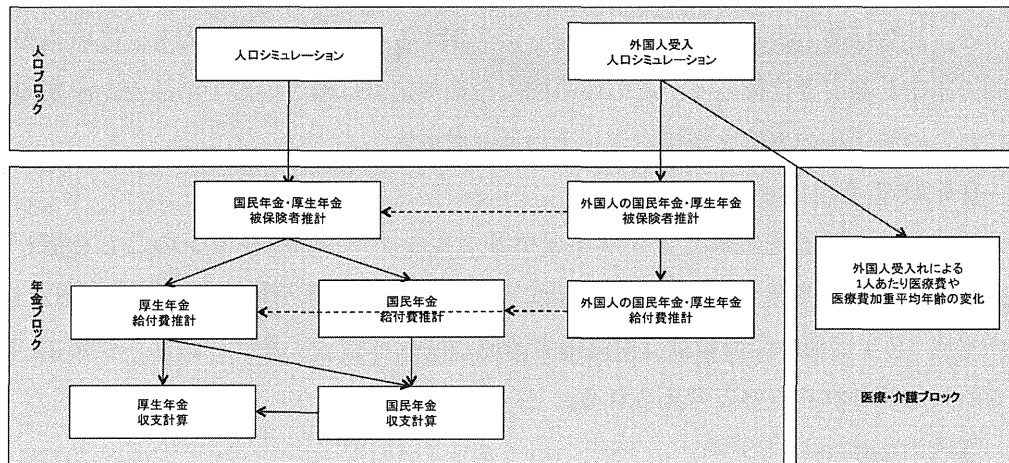 人口ブロック
人口シミュレーション
外国人受入
人口シミュレーション
年金ブロック
国民年金・厚生年金
被保険者推計
外国人の国民年金・厚生年金
被保険者推計
厚生年金
給付費推計
国民年金
給付費推計
外国人の国民年金・厚生年金
給付費推計
厚生年金
収支計算
国民年金
収支計算
外国人受入れによる
1人あたり医療費や
医療費加重平均年齢の変化
医療・介護ブロック